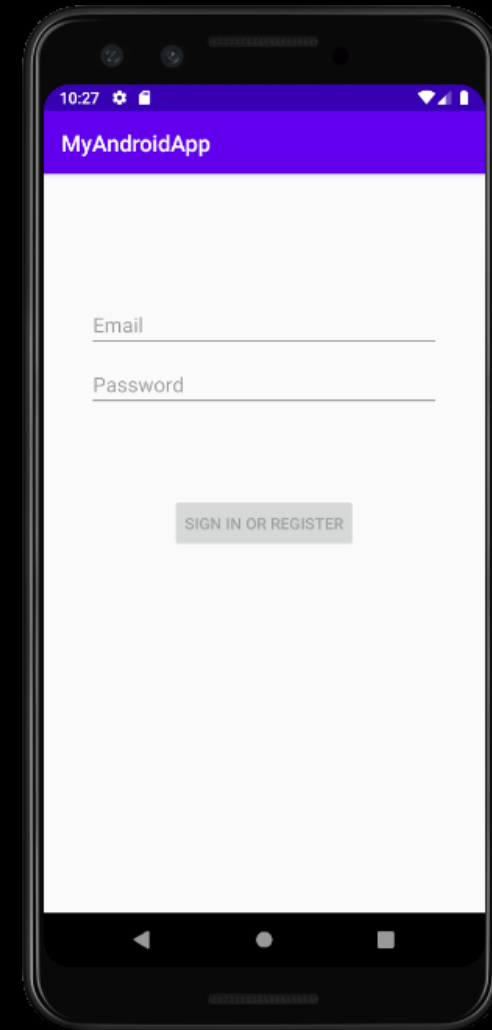 10:27
MyAndroidApp
Email
Password
SIGN IN OR REGISTER